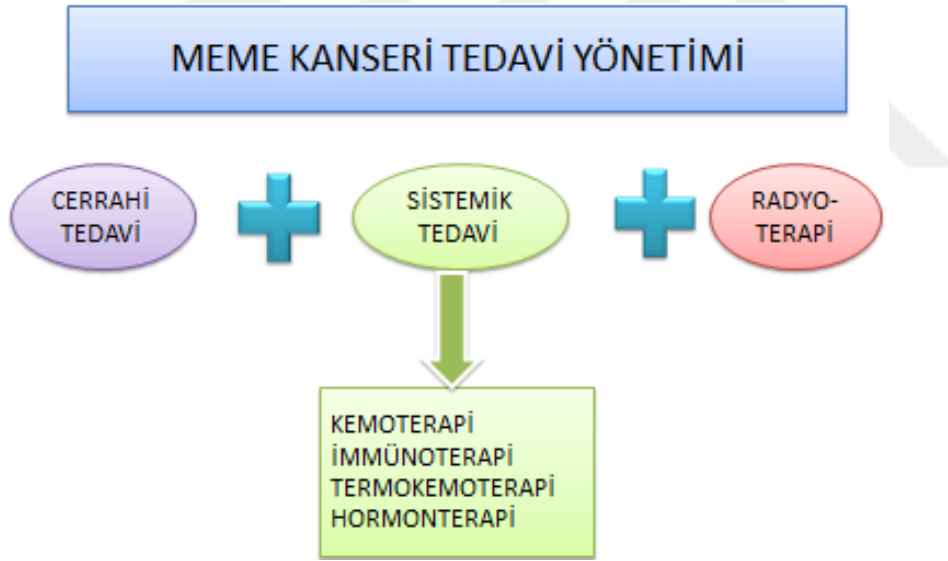 MEME KANSERİ TEDAVİ YÖNETİMİ
CERRAHİ
TEDAVİ
SİSTEMİK
TEDAVİ
RADYO-
TERAPİ
KEMOTERAPİ
İMMÜNOTERAPİ
TERMOKEMOTERAPİ
HORMONTERAPİ